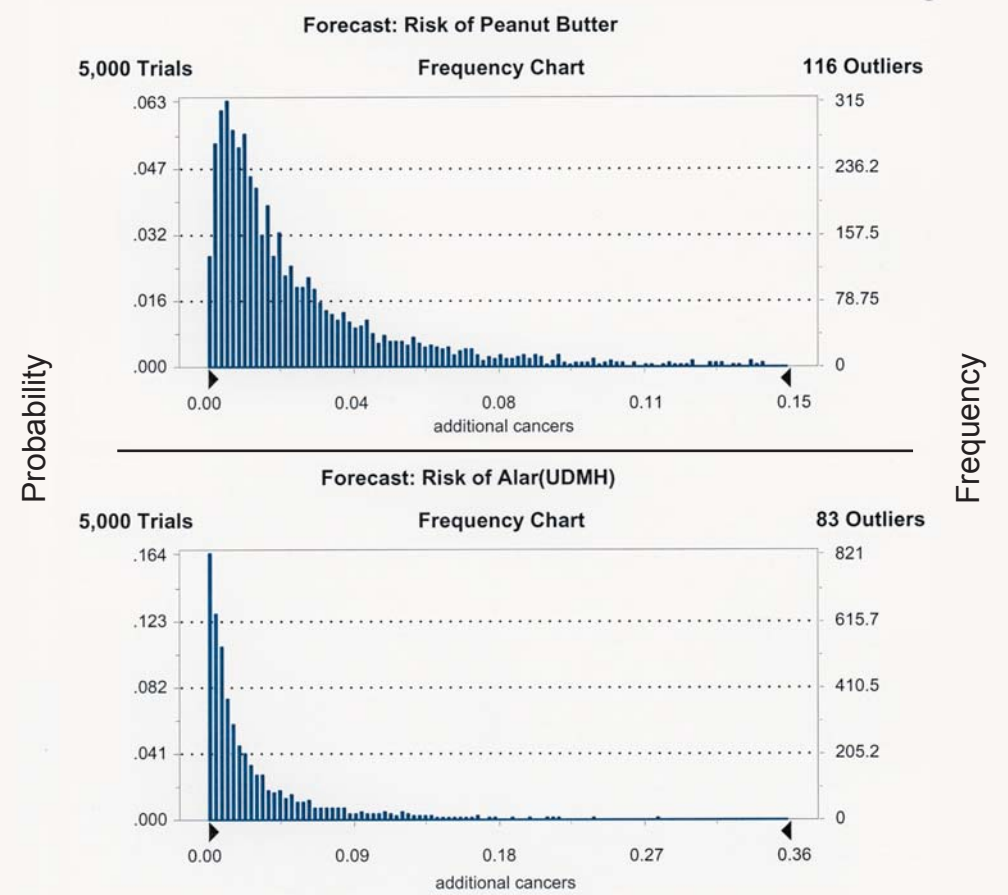 Forecast: Risk of Peanut Butter
5,000 Trials Frequency Chart 116 Outliers
.063 315
.047 236.2
.032 157.5
.016 78.75
.000 0
0.00 0.04 0.08 0.11 0.15
additional cancers
Probability
Frequency
Forecast: Risk of Alar(UDMH)
5,000 Trials Frequency Chart 83 Outliers
.164 821
.123 615.7
.082 410.5
.041 205.2
.000 0
0.00 0.09 0.18 0.27 0.36
additional cancers